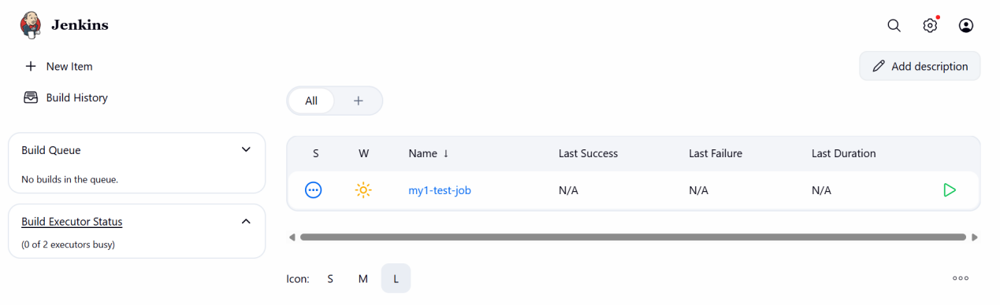 Jenkins
New Item
Add description
Build History
All
Build Queue
No builds in the queue.
Build Executor Status
(0 of 2 executors busy)
S W Name ↓ Last Success Last Failure Last Duration
my1-test-job N/A N/A N/A
Icon: S M L